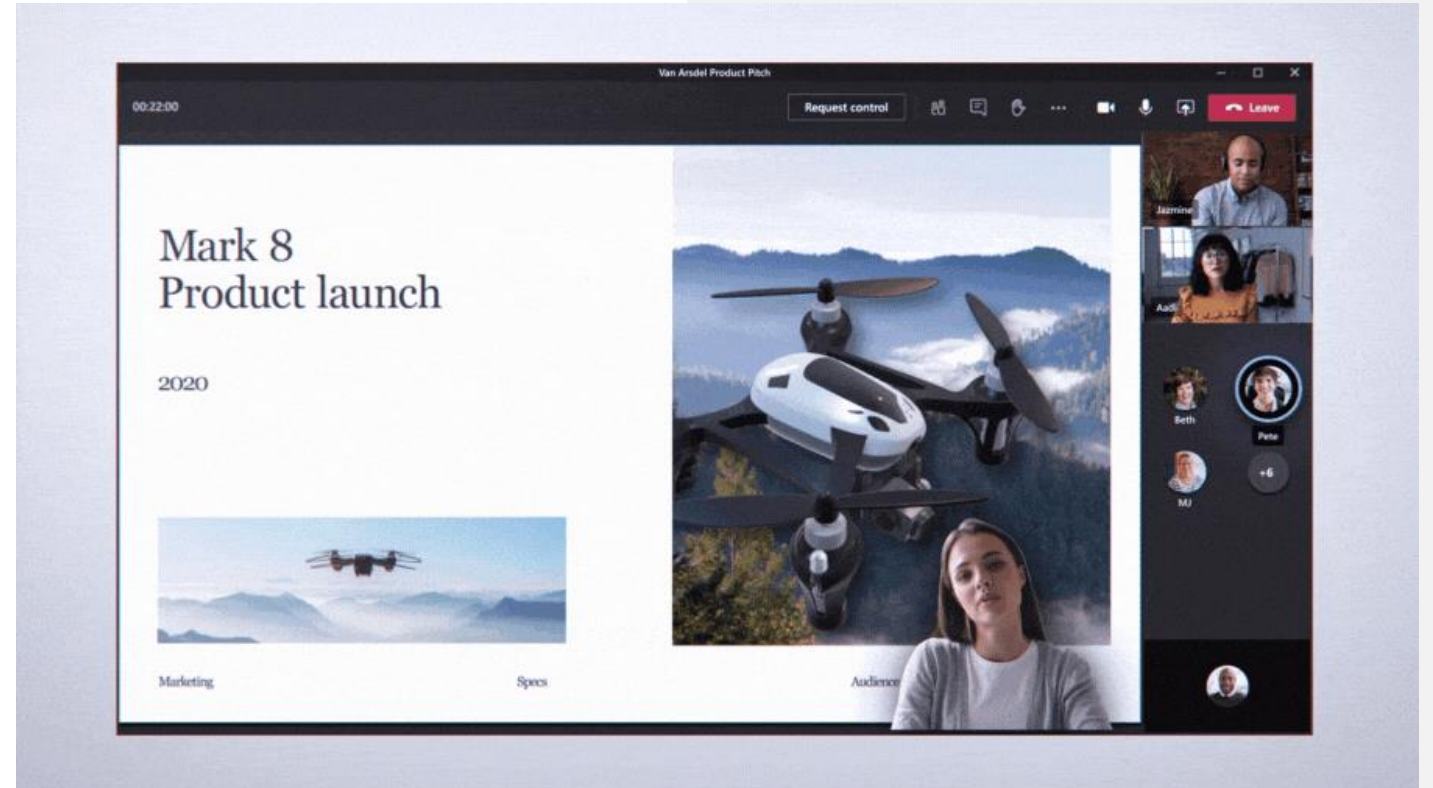 Van Arsdel Product Pitch
00:22:00
Request control
Leave
Mark 8
Product launch
2020
Marketing
Specs
Audience
Jazmine
Aadi
Beth
Pete
MJ
+6